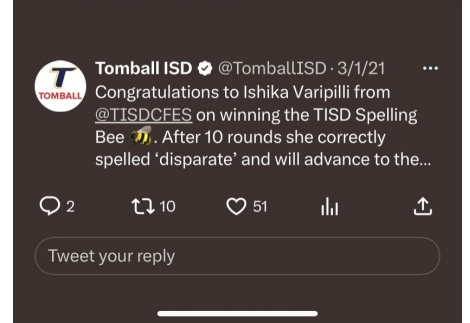 Tomball ISD @TomballISD · 3/1/21 ...
T
TOMBALL
Congratulations to Ishika Varipilli from
@TISDCFES on winning the TISD Spelling
Bee 🐝. After 10 rounds she correctly
spelled ‘disparate’ and will advance to the...
2 10 51
Tweet your reply